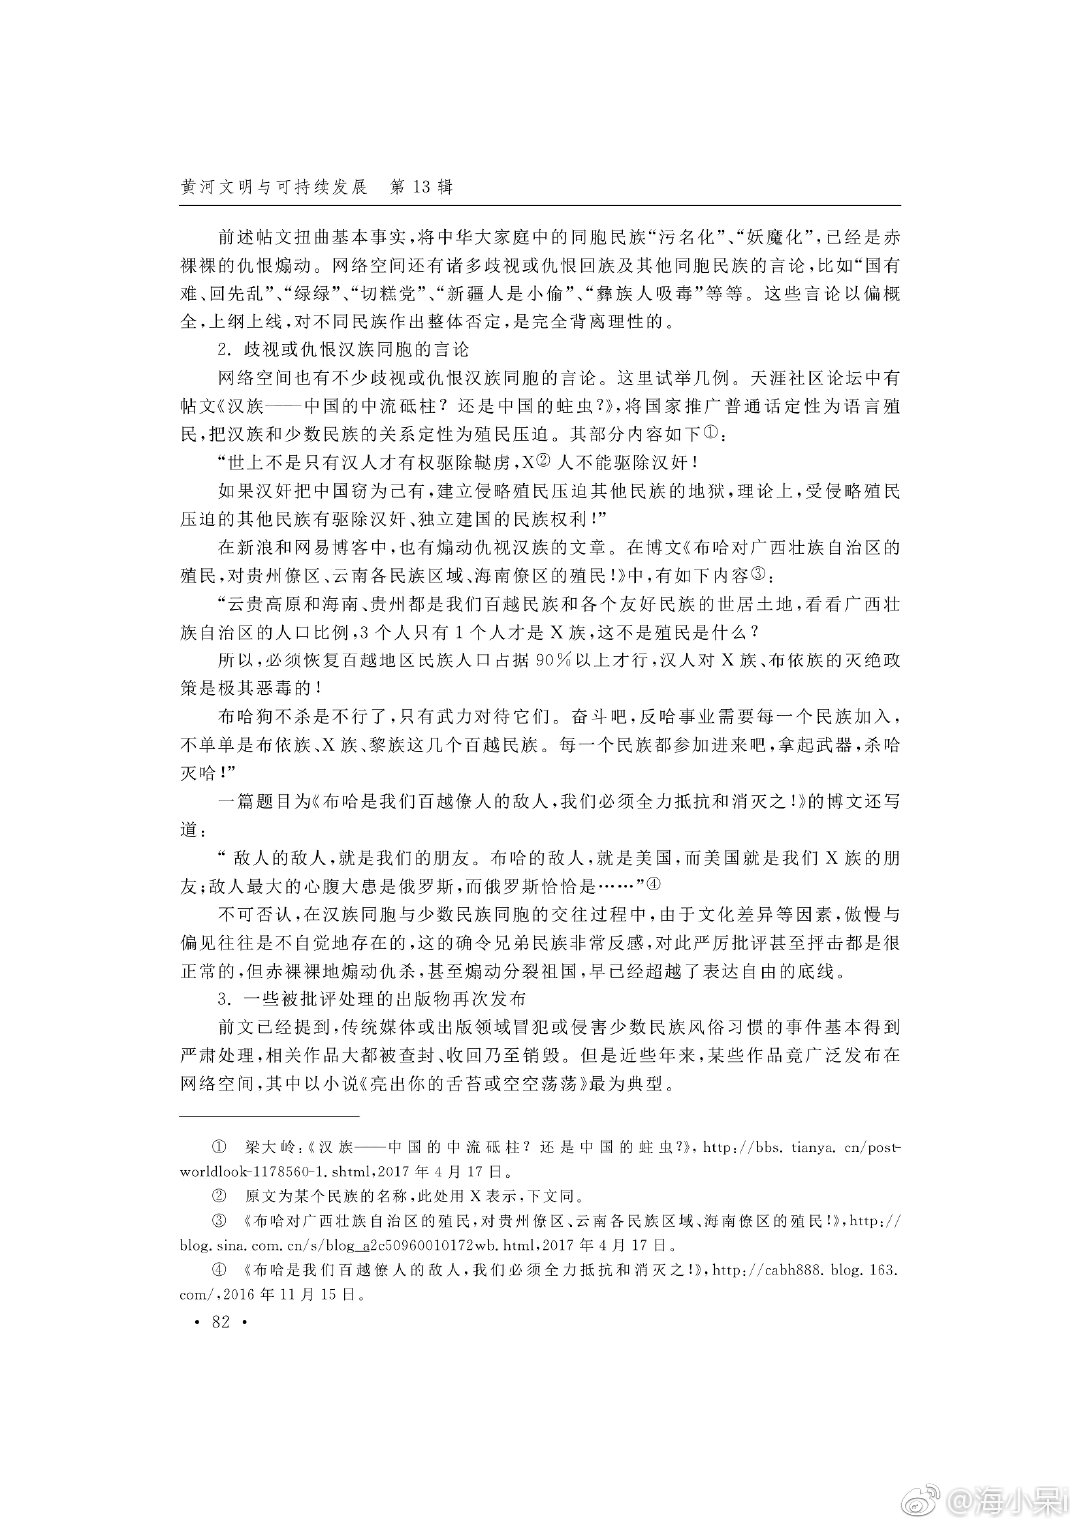 黄河文明与可持续发展 第13辑
前述帖文扭曲基本事实,将中华大家庭中的同胞民族“污名化”、“妖魔化”,已经是赤
裸裸的仇恨煽动。网络空间还有诸多歧视或仇恨回族及其他同胞民族的言论,比如“国有
难、回先乱”、“绿绿”、“切糕党”、“新疆人是小偷”、“彝族人吸毒”等等。这些言论以偏概
全,上纲上线,对不同民族作出整体否定,是完全背离理性的。
2. 歧视或仇恨汉族同胞的言论
网络空间也有不少歧视或仇恨汉族同胞的言论。这里试举几例。天涯社区论坛中有
帖文《汉族——中国的中流砥柱? 还是中国的蛀虫?》,将国家推广普通话定性为语言殖
民,把汉族和少数民族的关系定性为殖民压迫。其部分内容如下①:
“世上不是只有汉人才有权驱除鞑虏,X②人不能驱除汉奸!
如果汉奸把中国窃为己有,建立侵略殖民压迫其他民族的地狱,理论上,受侵略殖民
压迫的其他民族有驱除汉奸、独立建国的民族权利!”
在新浪和网易博客中,也有煽动仇视汉族的文章。在博文《布哈对广西壮族自治区的
殖民,对贵州僚区、云南各民族区域、海南僚区的殖民!》中,有如下内容③:
“云贵高原和海南、贵州都是我们百越民族和各个友好民族的世居土地,看看广西壮
族自治区的人口比例,3个人只有1个人才是X族,这不是殖民是什么?
所以,必须恢复百越地区民族人口占据90%以上才行,汉人对X族、布依族的灭绝政
策是极其恶毒的!
布哈狗不杀是不行了,只有武力对待它们。奋斗吧,反哈事业需要每一个民族加入,
不单单是布依族、X族、黎族这几个百越民族。每一个民族都参加进来吧,拿起武器,杀哈
灭哈!”
一篇题目为《布哈是我们百越僚人的敌人,我们必须全力抵抗和消灭之!》的博文还写
道:
“ 敌人的敌人,就是我们的朋友。布哈的敌人,就是美国,而美国就是我们X族的朋
友;敌人最大的心腹大患是俄罗斯,而俄罗斯恰恰是……”④
不可否认,在汉族同胞与少数民族同胞的交往过程中,由于文化差异等因素,傲慢与
偏见往往是不自觉地存在的,这的确令兄弟民族非常反感,对此严厉批评甚至抨击都是很
正常的,但赤裸裸地煽动仇杀,甚至煽动分裂祖国,早已经超越了表达自由的底线。
3. 一些被批评处理的出版物再次发布
前文已经提到,传统媒体或出版领域冒犯或侵害少数民族风俗习惯的事件基本得到
严肃处理,相关作品大都被查封、收回乃至销毁。但是近些年来,某些作品竟广泛发布在
网络空间,其中以小说《亮出你的舌苔或空空荡荡》最为典型。
① 梁大岭:《汉族——中国的中流砥柱? 还是中国的蛀虫?》,http://bbs. tianya. cn/post-
worldlook-1178560-1. shtml,2017年4月17日。
② 原文为某个民族的名称,此处用X表示,下文同。
③ 《布哈对广西壮族自治区的殖民,对贵州僚区、云南各民族区域、海南僚区的殖民!》,http://
blog. sina. com. cn/s/blog_a2c50960010172wb. html,2017年4月17日。
④ 《布哈是我们百越僚人的敌人,我们必须全力抵抗和消灭之!》,http://cabh888. blog. 163.
com/,2016年11月15日。
· 82 ·
@海小呆i